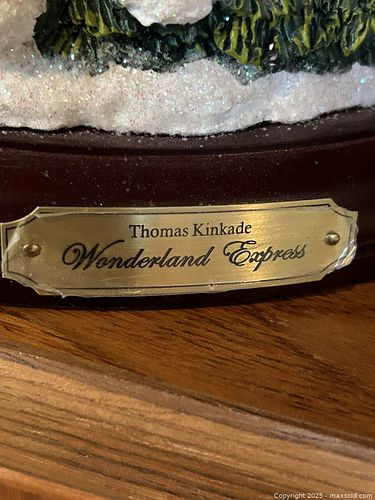 Thomas Kinkade
Wonderland Express
Copyright 2025 - maxsold.com